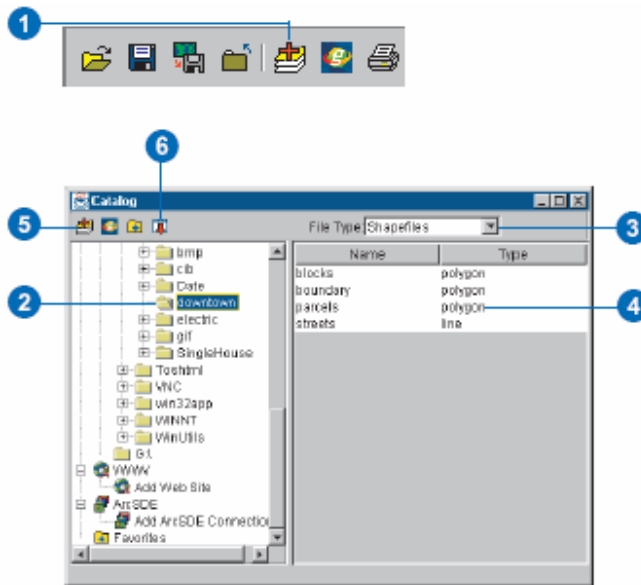 1
6
Catalog
5
File Type Shapefiles
3
Name Type
bmp
cib
Date
2
downtown
electric
gif
SingleHouse
Toshtml
VNC
win32app
WINNT
WinUtils
G:\
WWW
Add Web Site
ArcSDE
Add ArcSDE Connection
Favorites
blocks polygon
boundary polygon
parcels polygon
4
streets line